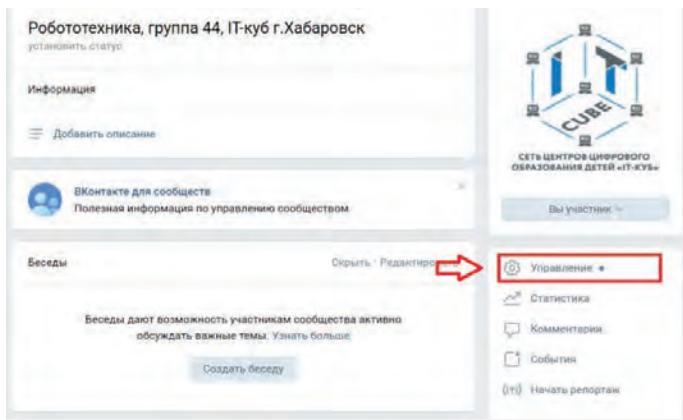 Робототехника, группа 44, IT-куб г.Хабаровск
установить статус
Информация
Добавить описание
ВКонтакте для сообществ
Полезная информация по управлению сообществом
Беседы
Скрыть · Редактировать
Беседы дают возможность участникам сообщества активно
обсуждать важные темы. Узнать больше
Создать беседу
IT
CUBE
СЕТЬ ЦЕНТРОВ ЦИФРОВОГО
ОБРАЗОВАНИЯ ДЕТЕЙ «IT-КУБ»
Вы участник
Управление
Статистика
Комментарии
События
Начать репортаж